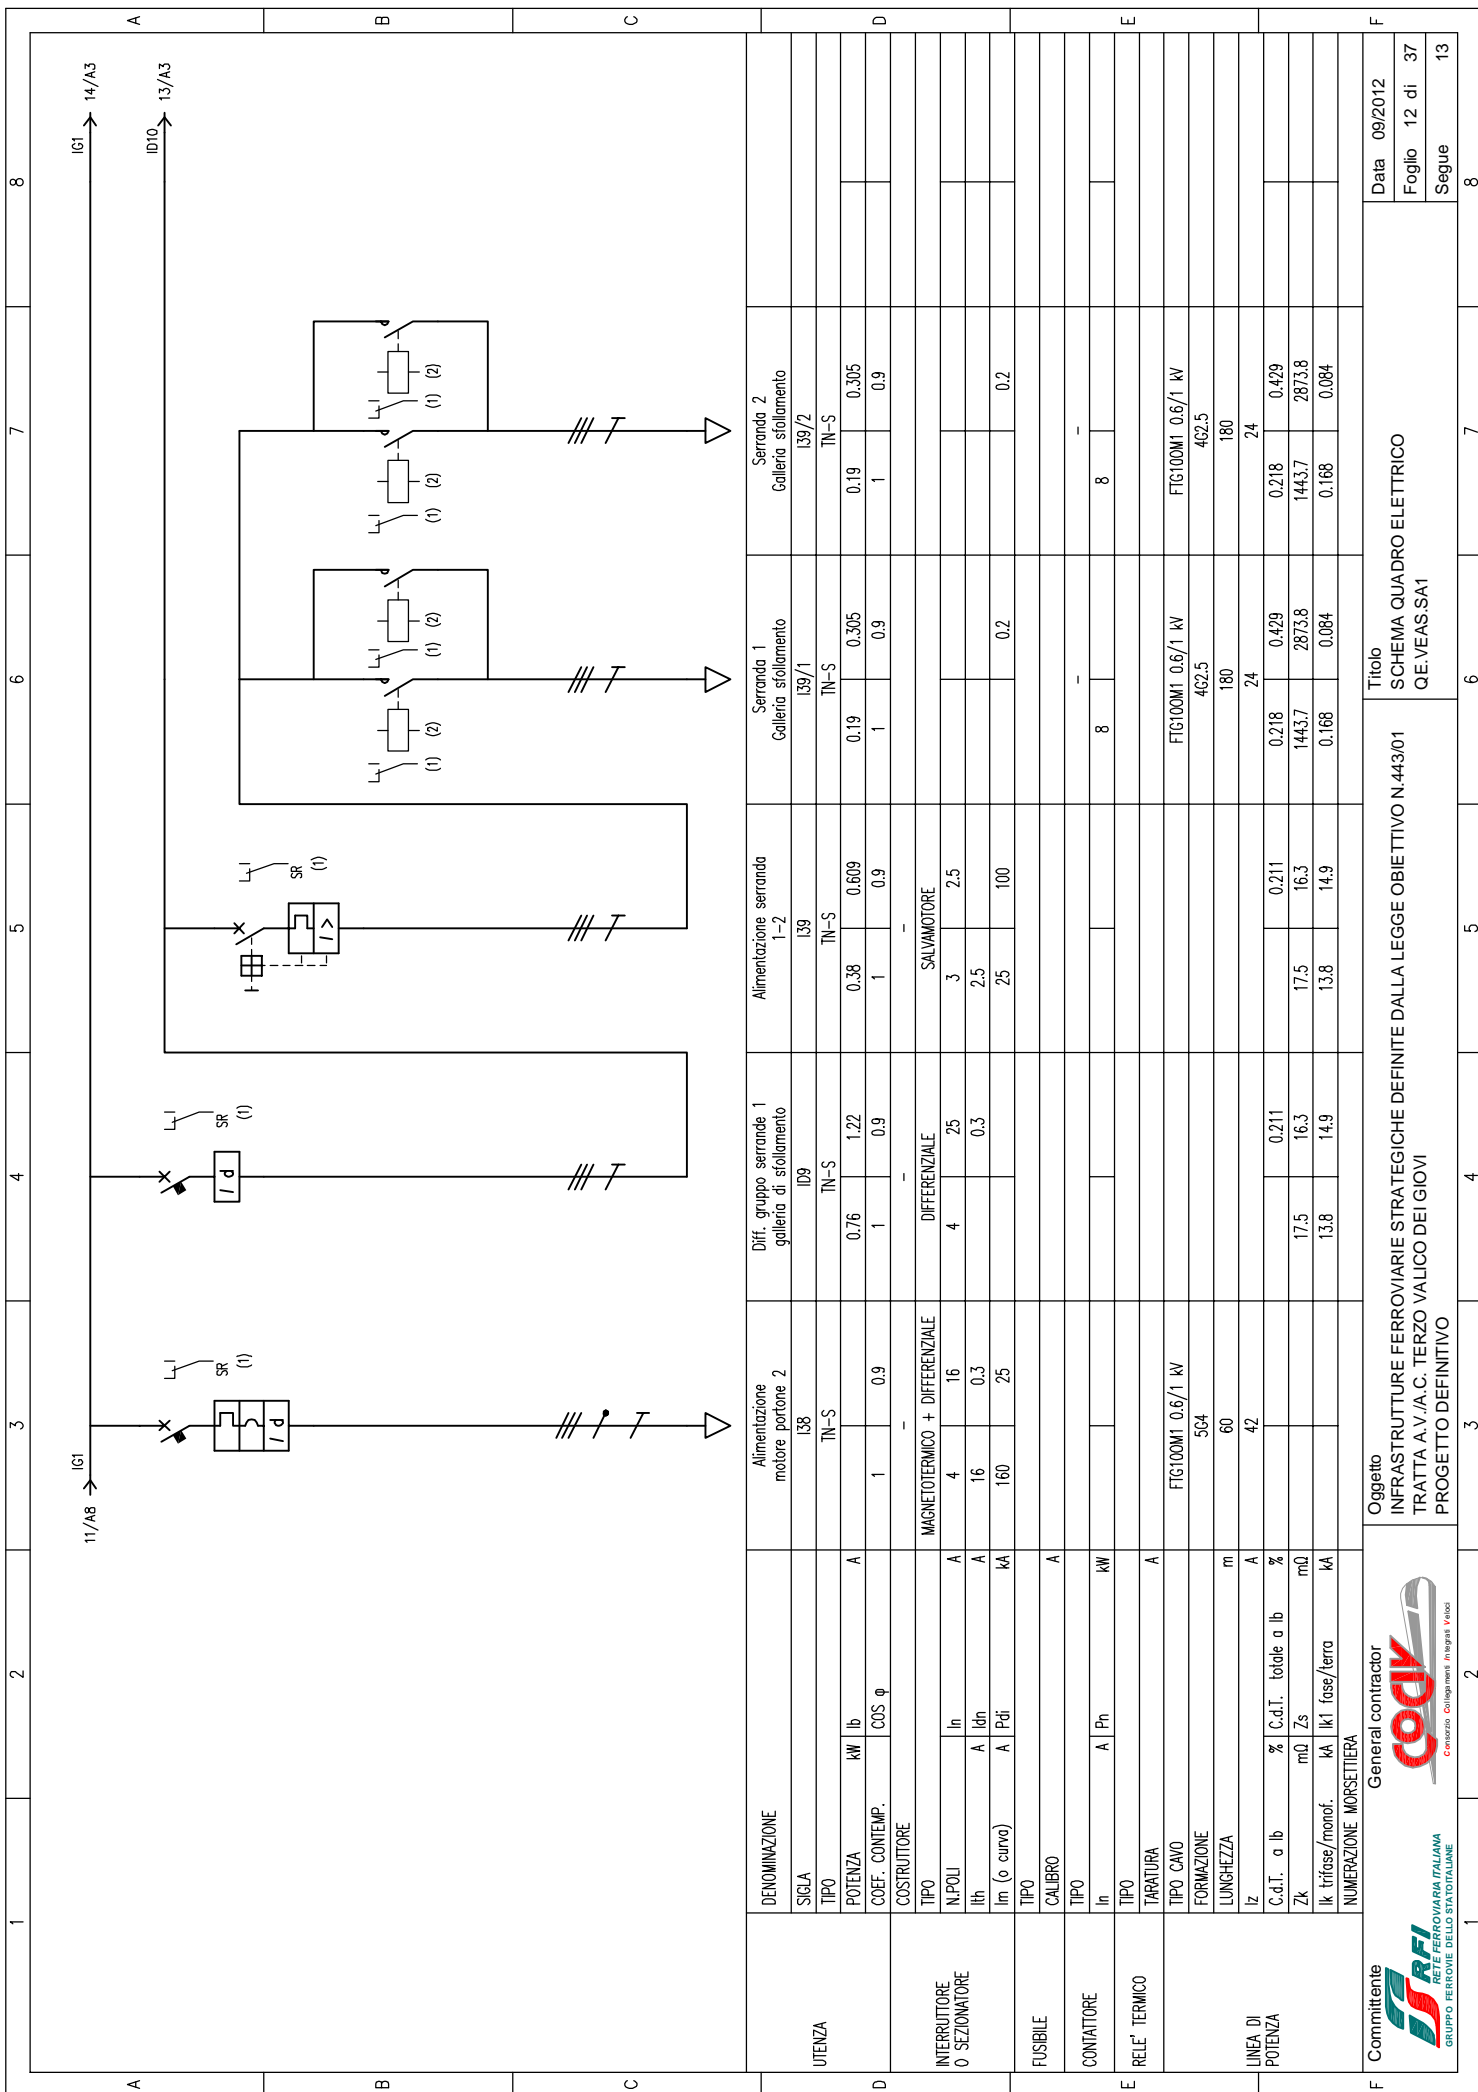 1 2 3 4 5 6 7 8
A
B
C
D
E
F
11/A8 IG1
IG1 14/A3
ID10 13/A3
SR
(1)
I d
SR
(1)
I d
SR
(1)
I >
(1) (2) (1) (2)
(1) (2) (1) (2)
UTENZA
DENOMINAZIONE | Alimentazione motore portone 2 | Diff. gruppo serrande 1 galleria di sfollamento | Alimentazione serranda 1-2 | Serranda 1 Galleria sfollamento | Serranda 2 Galleria sfollamento
SIGLA | I38 | ID9 | I39 | I39/1 | I39/2
TIPO | TN-S | TN-S | TN-S | TN-S | TN-S
POTENZA kW | Ib A | 0.76 | 1.22 | 0.38 | 0.609 | 0.19 | 0.305 | 0.19 | 0.305
COEF. CONTEMP. | COS φ | 1 | 0.9 | 1 | 0.9 | 1 | 0.9 | 1 | 0.9 | 1 | 0.9
INTERRUTTORE O SEZIONATORE
COSTRUTTORE | - | - | -
TIPO | MAGNETOTERMICO + DIFFERENZIALE | DIFFERENZIALE | SALVAMOTORE
N.POLI | In A | 4 | 16 | 4 | 25 | 3 | 2.5
Ith A | Idn A | 16 | 0.3 | 0.3 | 2.5
Im (o curva) A | Pdi kA | 160 | 25 | 25 | 100 | 0.2 | 0.2
FUSIBILE
TIPO
CALIBRO A
CONTATTORE
TIPO | - | -
In A | Pn kW | 8 | 8
RELE' TERMICO
TIPO
TARATURA A
LINEA DI POTENZA
TIPO CAVO | FTG10OM1 0.6/1 kV | FTG10OM1 0.6/1 kV | FTG10OM1 0.6/1 kV
FORMAZIONE | 5G4 | 4G2.5 | 4G2.5
LUNGHEZZA m | 60 | 180 | 180
Iz A | 42 | 24 | 24
C.d.T. a Ib % | C.d.T. totale a Ib % | 0.211 | 0.211 | 0.218 | 0.429 | 0.218 | 0.429
Zk mΩ | Zs mΩ | 17.5 | 16.3 | 17.5 | 16.3 | 1443.7 | 2873.8 | 1443.7 | 2873.8
Ik trifase/monof. kA | Ik1 fase/terra kA | 13.8 | 14.9 | 13.8 | 14.9 | 0.168 | 0.084 | 0.168 | 0.084
NUMERAZIONE MORSETTIERA
Committente
RFI
RETE FERROVIARIA ITALIANA
GRUPPO FERROVIE DELLO STATO ITALIANE
General contractor
COCIV
Consorzio Collegamenti Integrati Veloci
Oggetto
INFRASTRUTTURE FERROVIARIE STRATEGICHE DEFINITE DALLA LEGGE OBIETTIVO N.443/01
TRATTA A.V./A.C. TERZO VALICO DEI GIOVI
PROGETTO DEFINITIVO
Titolo
SCHEMA QUADRO ELETTRICO
QE.VEAS.SA1
Data 09/2012
Foglio 12 di 37
Segue 13
1 2 3 4 5 6 7 8
A
B
C
D
E
F